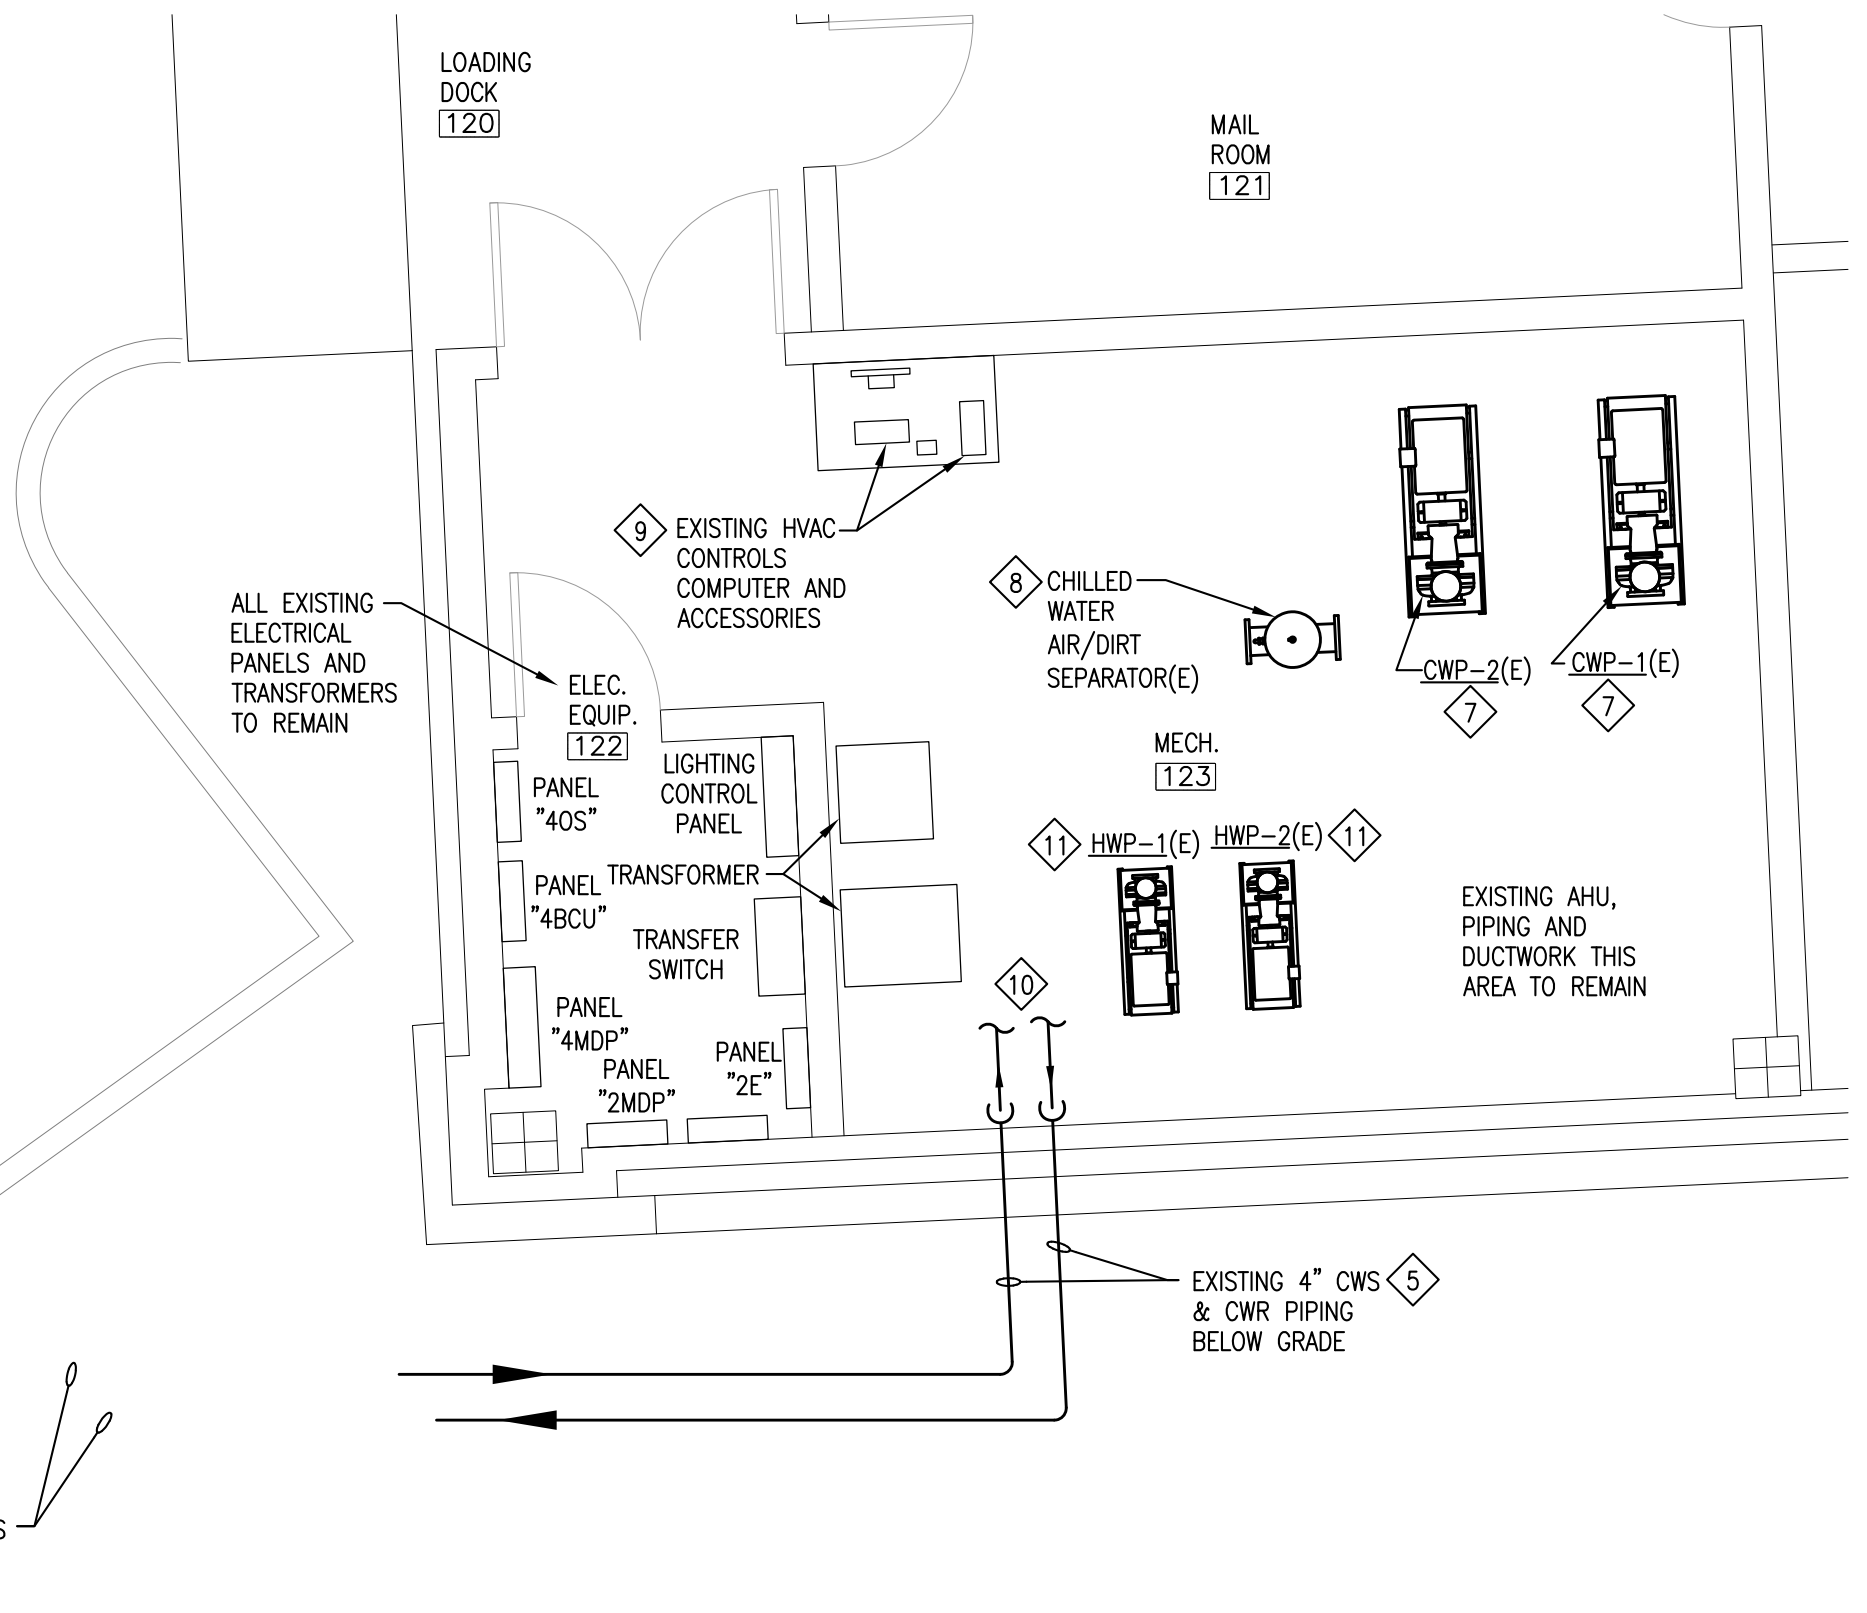 LOADING
DOCK
120
MAIL
ROOM
121
9
EXISTING HVAC
CONTROLS
COMPUTER AND
ACCESSORIES
8
CHILLED
WATER
AIR/DIRT
SEPARATOR(E)
CWP-2(E)
7
CWP-1(E)
7
ALL EXISTING
ELECTRICAL
PANELS AND
TRANSFORMERS
TO REMAIN
ELEC.
EQUIP.
122
MECH.
123
LIGHTING
CONTROL
PANEL
PANEL
"4OS"
TRANSFORMER
PANEL
"4BCU"
TRANSFER
SWITCH
PANEL
"4MDP"
PANEL
"2MDP"
PANEL
"2E"
11
HWP-1(E)
HWP-2(E)
11
10
EXISTING AHU,
PIPING AND
DUCTWORK THIS
AREA TO REMAIN
EXISTING 4" CWS
& CWR PIPING
BELOW GRADE
5
S